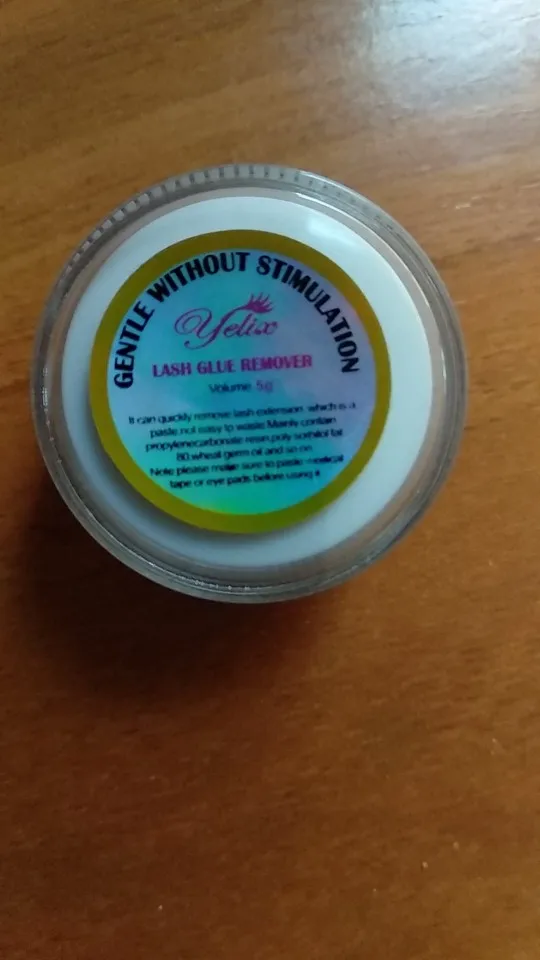 GENTLE WITHOUT STIMULATION
Yelix
LASH GLUE REMOVER
Volume 5g
It can quickly remove lash extension, which is a
paste,not easy to waste.Mainly contain
propylenecarbonate resin,poly sorbitol fat
80,wheat germ oil and so on.
Note please make sure to paste medical
tape or eye pads before using it